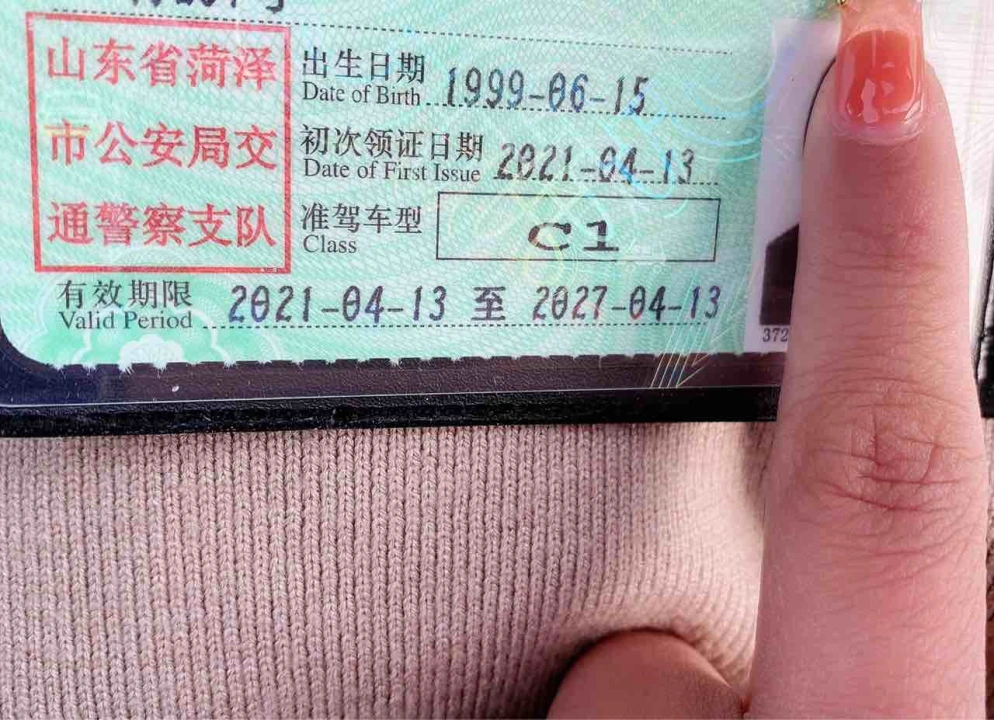 山东省菏泽
市公安局交
通警察支队
出生日期 1999-06-15
Date of Birth
初次领证日期 2021-04-13
Date of First Issue
准驾车型 C1
Class
有效期限 2021-04-13 至 2027-04-13
Valid Period
372